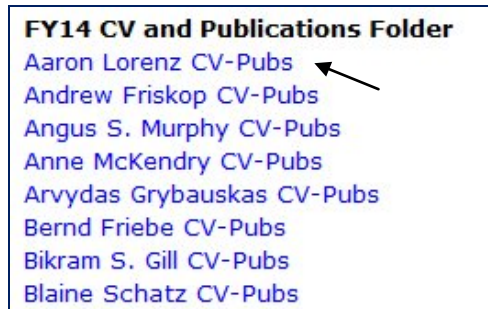 FY14 CV and Publications Folder
Aaron Lorenz CV-Pubs
Andrew Friskop CV-Pubs
Angus S. Murphy CV-Pubs
Anne McKendry CV-Pubs
Arvydas Grybauskas CV-Pubs
Bernd Friebe CV-Pubs
Bikram S. Gill CV-Pubs
Blaine Schatz CV-Pubs